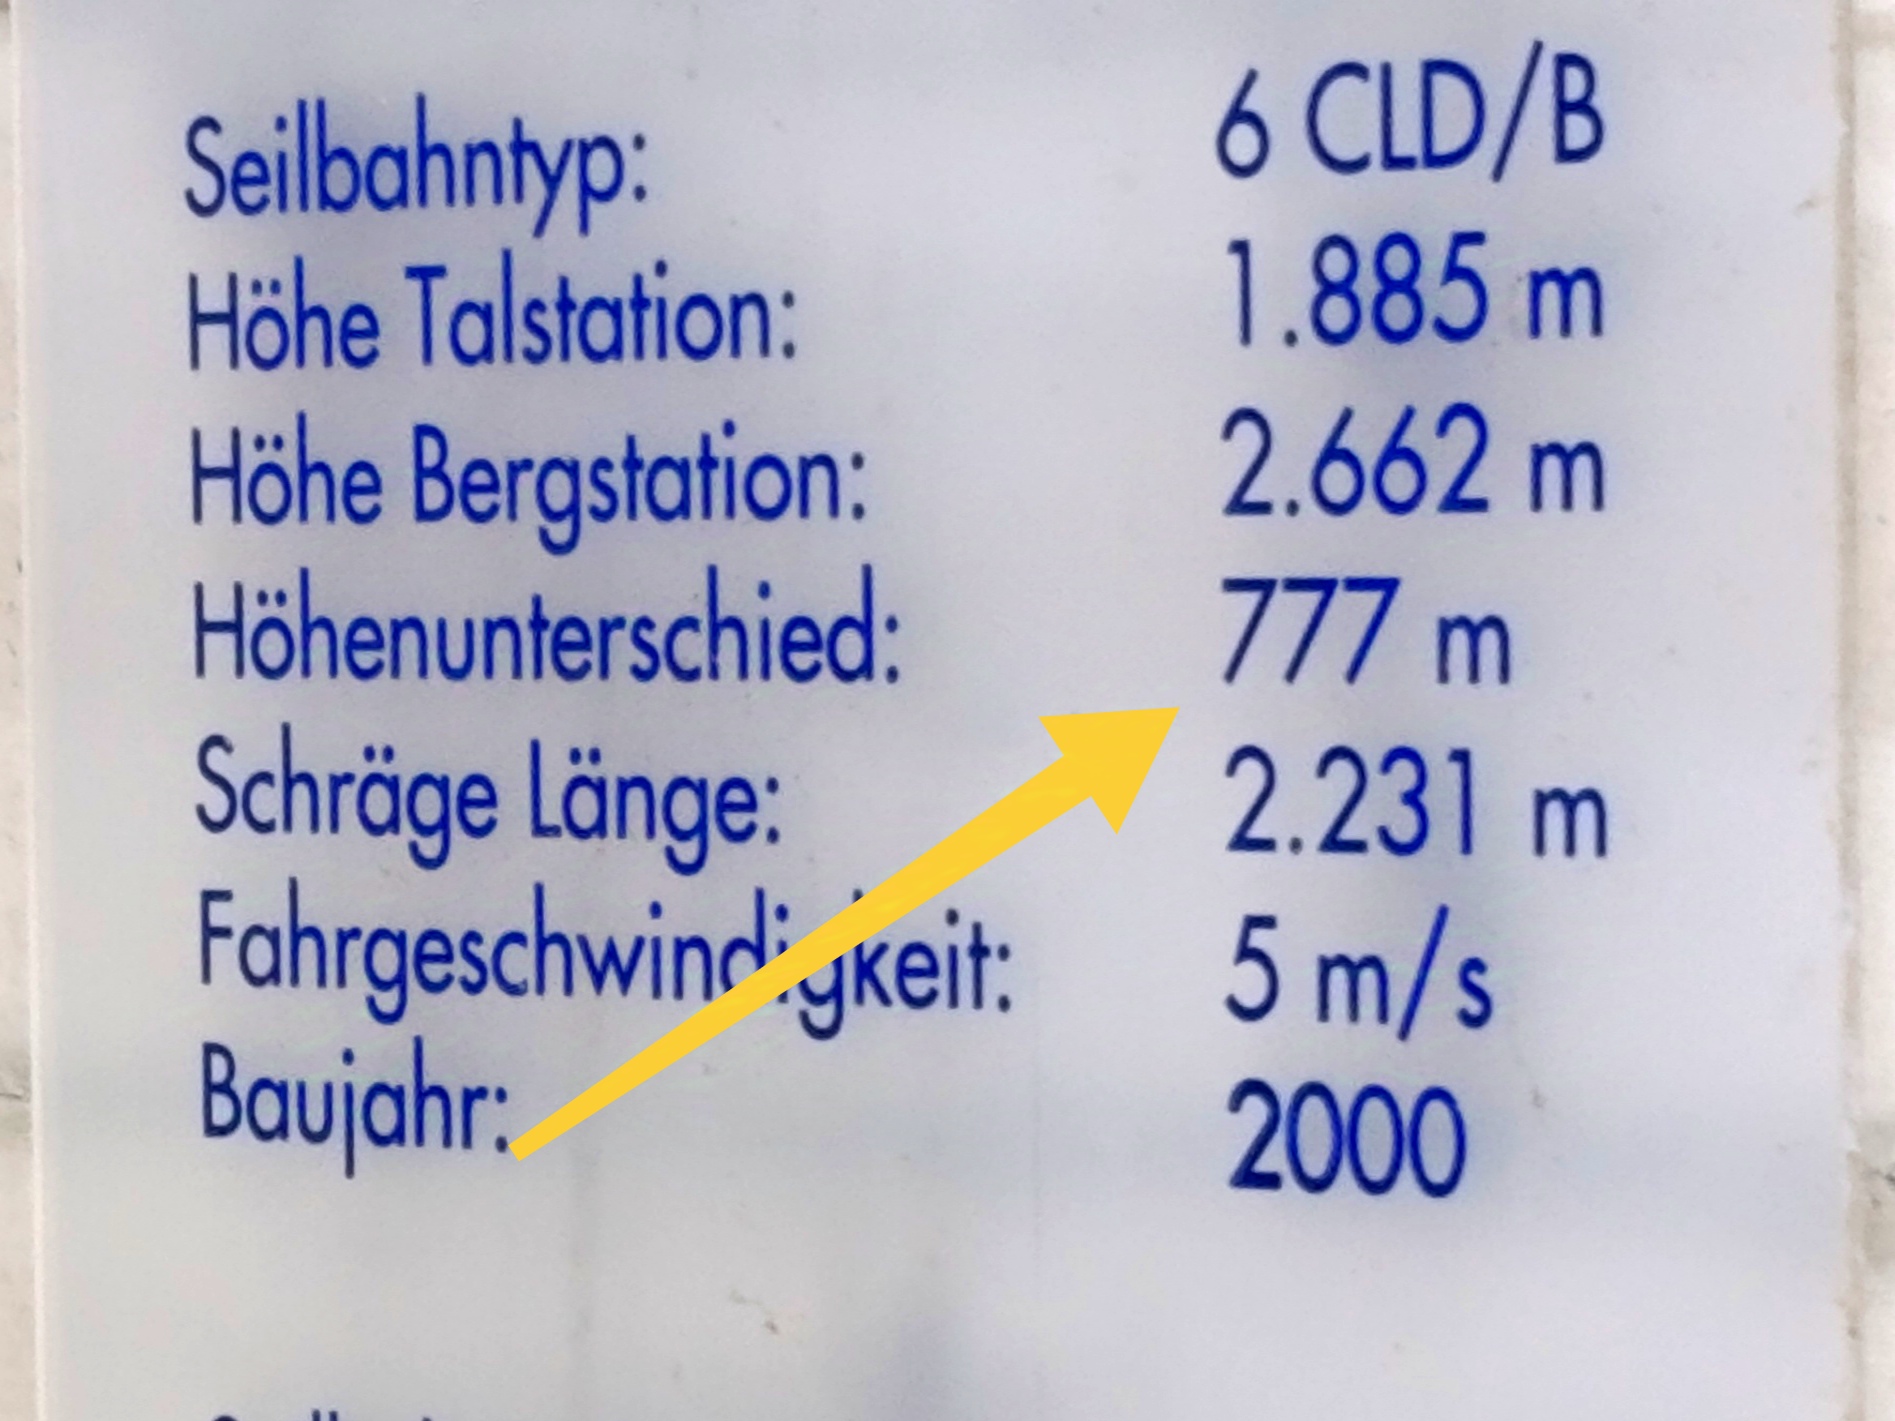 Seilbahntyp: 6 CLD/B
Höhe Talstation: 1.885 m
Höhe Bergstation: 2.662 m
Höhenunterschied: 777 m
Schräge Länge: 2.231 m
Fahrgeschwindigkeit: 5 m/s
Baujahr: 2000